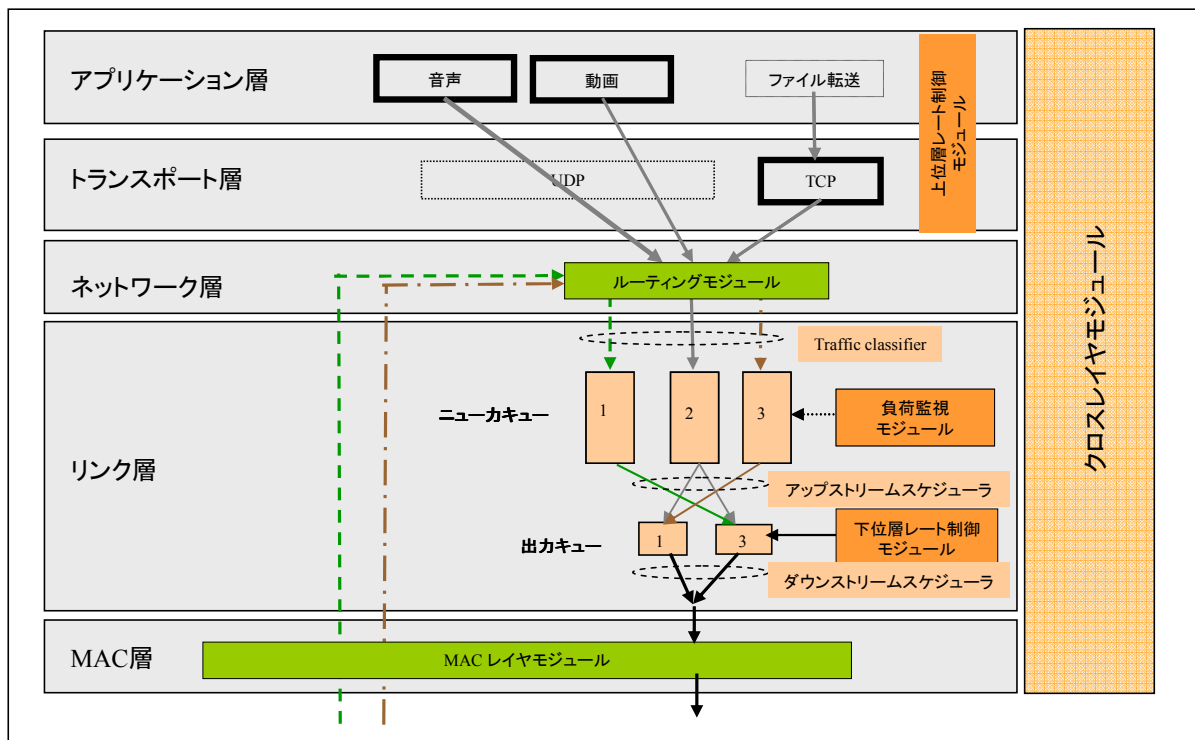 アプリケーション層
音声
動画
ファイル転送
上位層レート制御
モジュール
トランスポート層
UDP
TCP
ネットワーク層
ルーティングモジュール
Traffic classifier
ニューカキュー
1
2
3
負荷監視
モジュール
リンク層
アップストリームスケジューラ
出力キュー
1
3
下位層レート制御
モジュール
ダウンストリームスケジューラ
MAC層
MAC レイヤモジュール
クロスレイヤモジュール